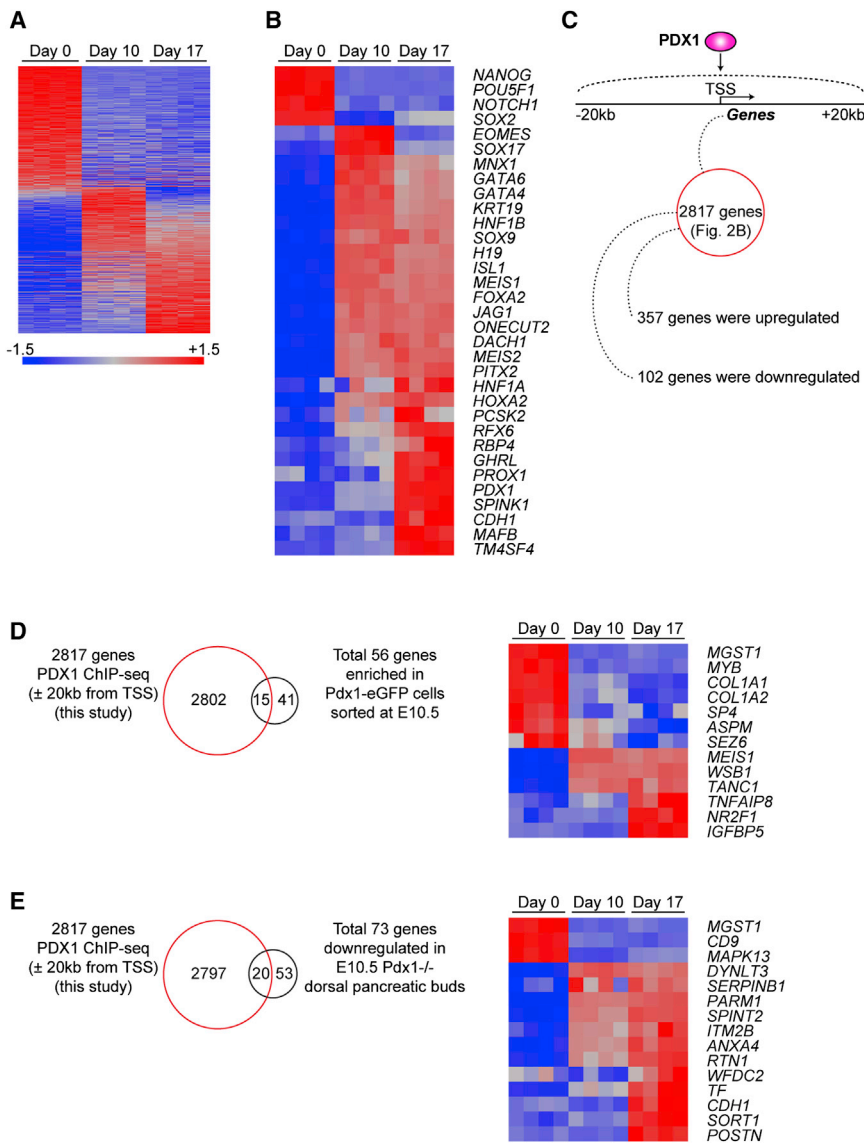 A
Day 0 Day 10 Day 17
-1.5 +1.5
B
Day 0 Day 10 Day 17
NANOG
POU5F1
NOTCH1
SOX2
EOMES
SOX17
MNX1
GATA6
GATA4
KRT19
HNF1B
SOX9
H19
ISL1
MEIS1
FOXA2
JAG1
ONECUT2
DACH1
MEIS2
PITX2
HNF1A
HOXA2
PCSK2
RFX6
RBP4
GHRL
PROX1
PDX1
SPINK1
CDH1
MAFB
TM4SF4
C
PDX1
TSS
-20kb Genes +20kb
2817 genes
(Fig. 2B)
357 genes were upregulated
102 genes were downregulated
D
2817 genes
PDX1 ChIP-seq
(± 20kb from TSS)
(this study)
2802 15 41
Total 56 genes
enriched in
Pdx1-eGFP cells
sorted at E10.5
Day 0 Day 10 Day 17
MGST1
MYB
COL1A1
COL1A2
SP4
ASPM
SEZ6
MEIS1
WSB1
TANC1
TNFAIP8
NR2F1
IGFBP5
E
2817 genes
PDX1 ChIP-seq
(± 20kb from TSS)
(this study)
2797 20 53
Total 73 genes
downregulated in
E10.5 Pdx1-/-
dorsal pancreatic buds
Day 0 Day 10 Day 17
MGST1
CD9
MAPK13
DYNLT3
SERPINB1
PARM1
SPINT2
ITM2B
ANXA4
RTN1
WFDC2
TF
CDH1
SORT1
POSTN